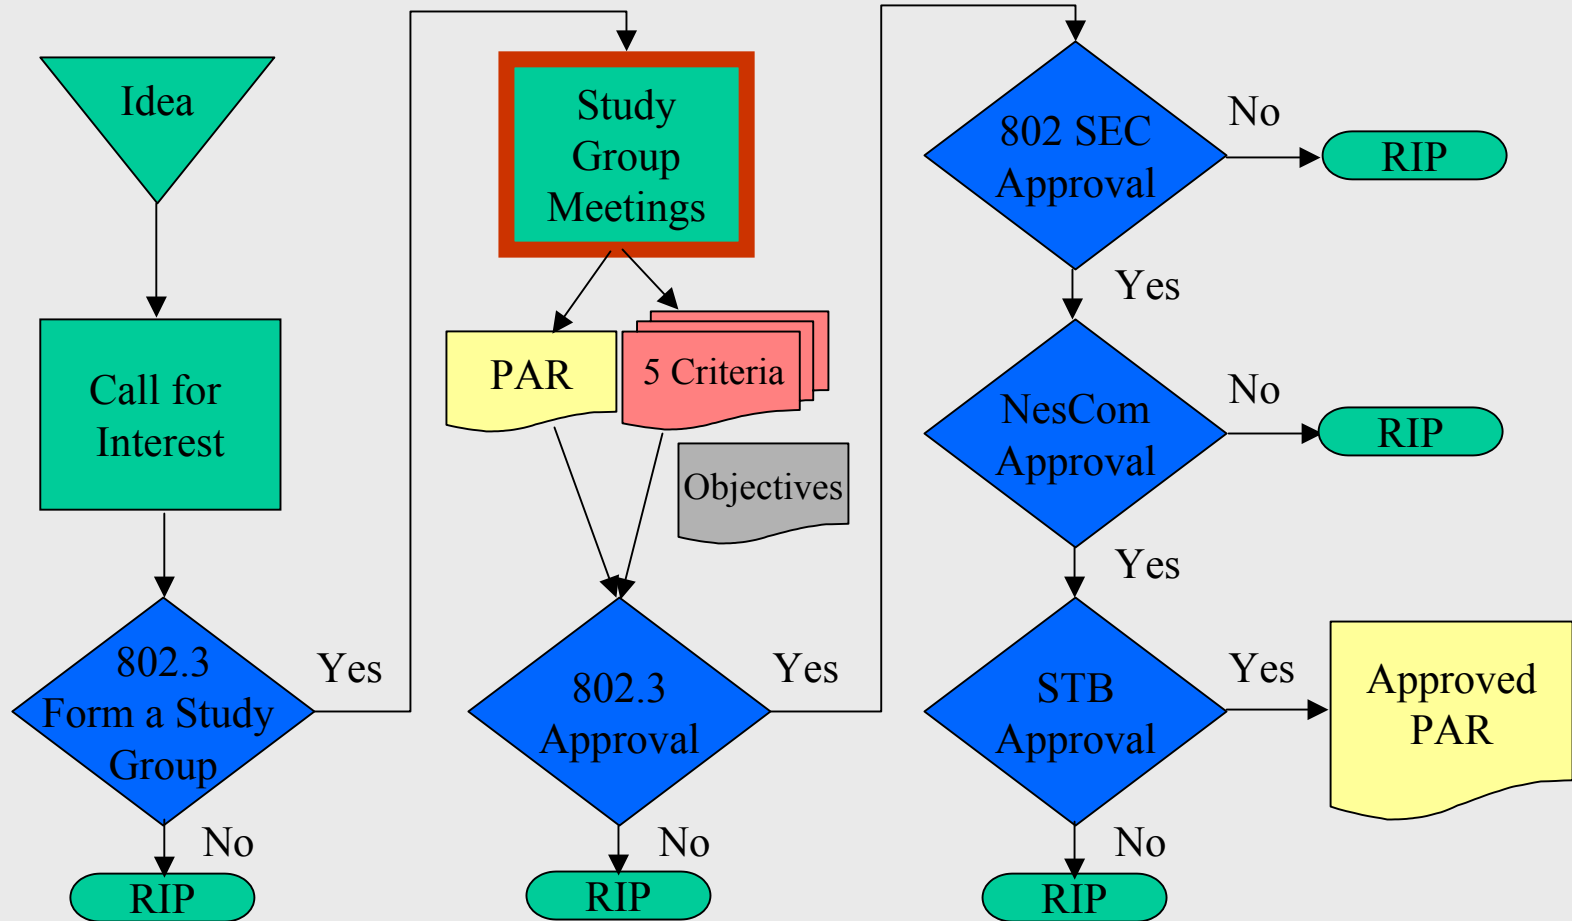 Idea
Call for
Interest
802.3
Form a Study
Group
Yes
No
RIP
Study
Group
Meetings
PAR
5 Criteria
Objectives
802.3
Approval
Yes
No
RIP
802 SEC
Approval
No
RIP
Yes
NesCom
Approval
No
RIP
Yes
STB
Approval
Yes
Approved
PAR
No
RIP